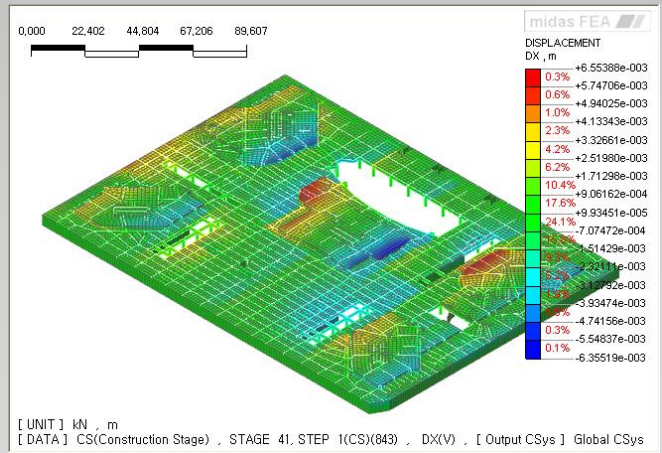 0,000 22,402 44,804 67,206 89,607
midas FEA
DISPLACEMENT
DX , m
+6.55388e-003
0.3%
+5.74706e-003
0.6%
+4.94025e-003
1.0%
+4.13343e-003
2.3%
+3.32661e-003
4.2%
+2.51980e-003
6.2%
+1.71298e-003
10.4%
+9.06162e-004
17.6%
+9.93451e-005
24.1%
-7.07472e-004
-1.51429e-003
-2.32111e-003
-3.12792e-003
-3.93474e-003
-4.74156e-003
0.3%
-5.54837e-003
0.1%
-6.35519e-003
[ UNIT ] kN , m
[ DATA ] CS(Construction Stage) , STAGE 41, STEP 1(CS)(843) , DX(V) , [ Output CSys ] Global CSys